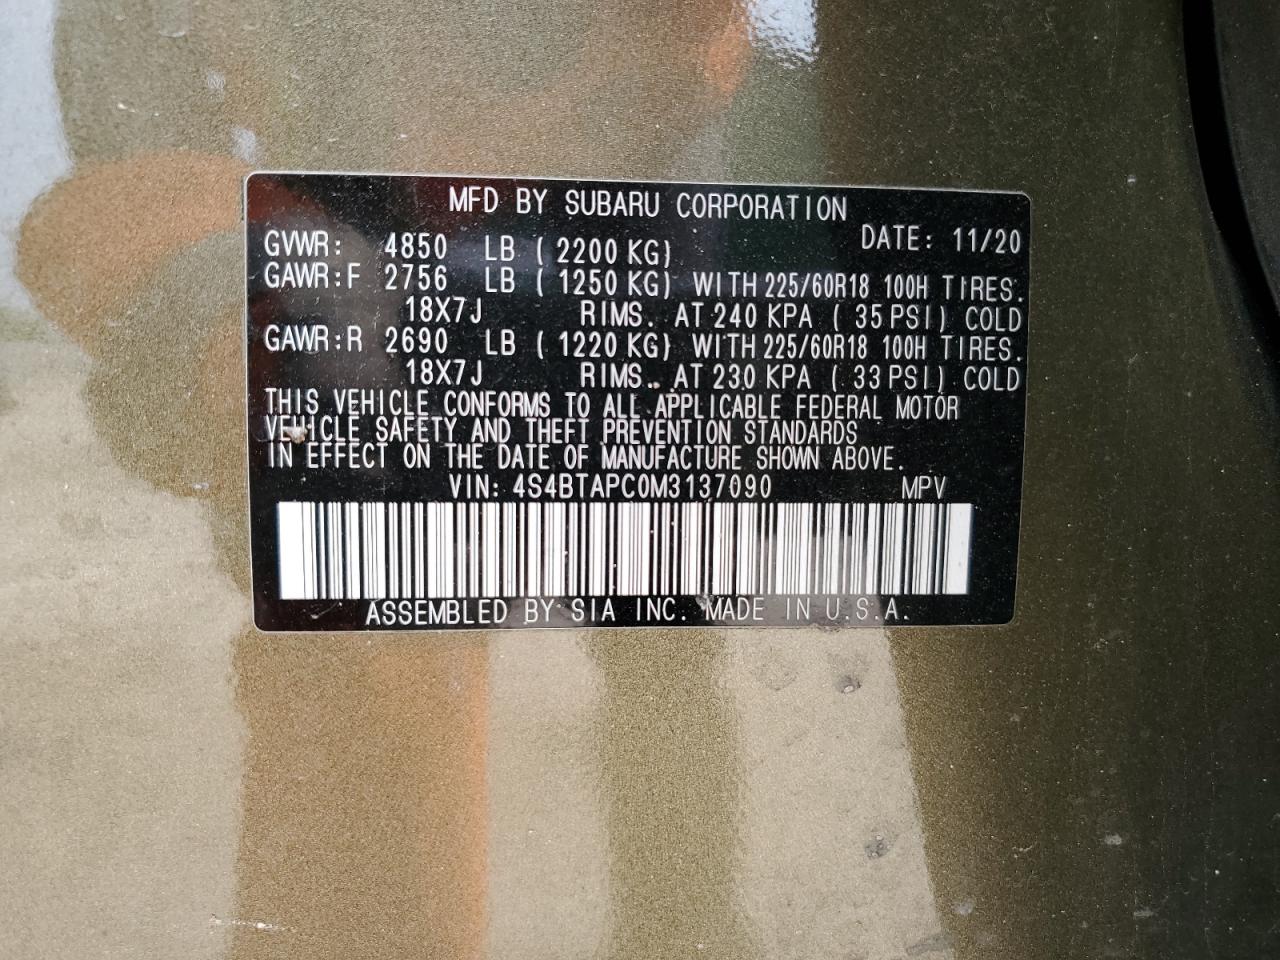 MFD BY SUBARU CORPORATION
GVWR: 4850 LB ( 2200 KG) DATE: 11/20
GAWR:F 2756 LB ( 1250 KG) WITH 225/60R18 100H TIRES.
18X7J RIMS. AT 240 KPA ( 35 PSI) COLD
GAWR:R 2690 LB ( 1220 KG) WITH 225/60R18 100H TIRES.
18X7J RIMS. AT 230 KPA ( 33 PSI) COLD
THIS VEHICLE CONFORMS TO ALL APPLICABLE FEDERAL MOTOR
VEHICLE SAFETY AND THEFT PREVENTION STANDARDS
IN EFFECT ON THE DATE OF MANUFACTURE SHOWN ABOVE.
VIN: 4S4BTAPC0M3137090 MPV
ASSEMBLED BY SIA INC. MADE IN U.S.A.